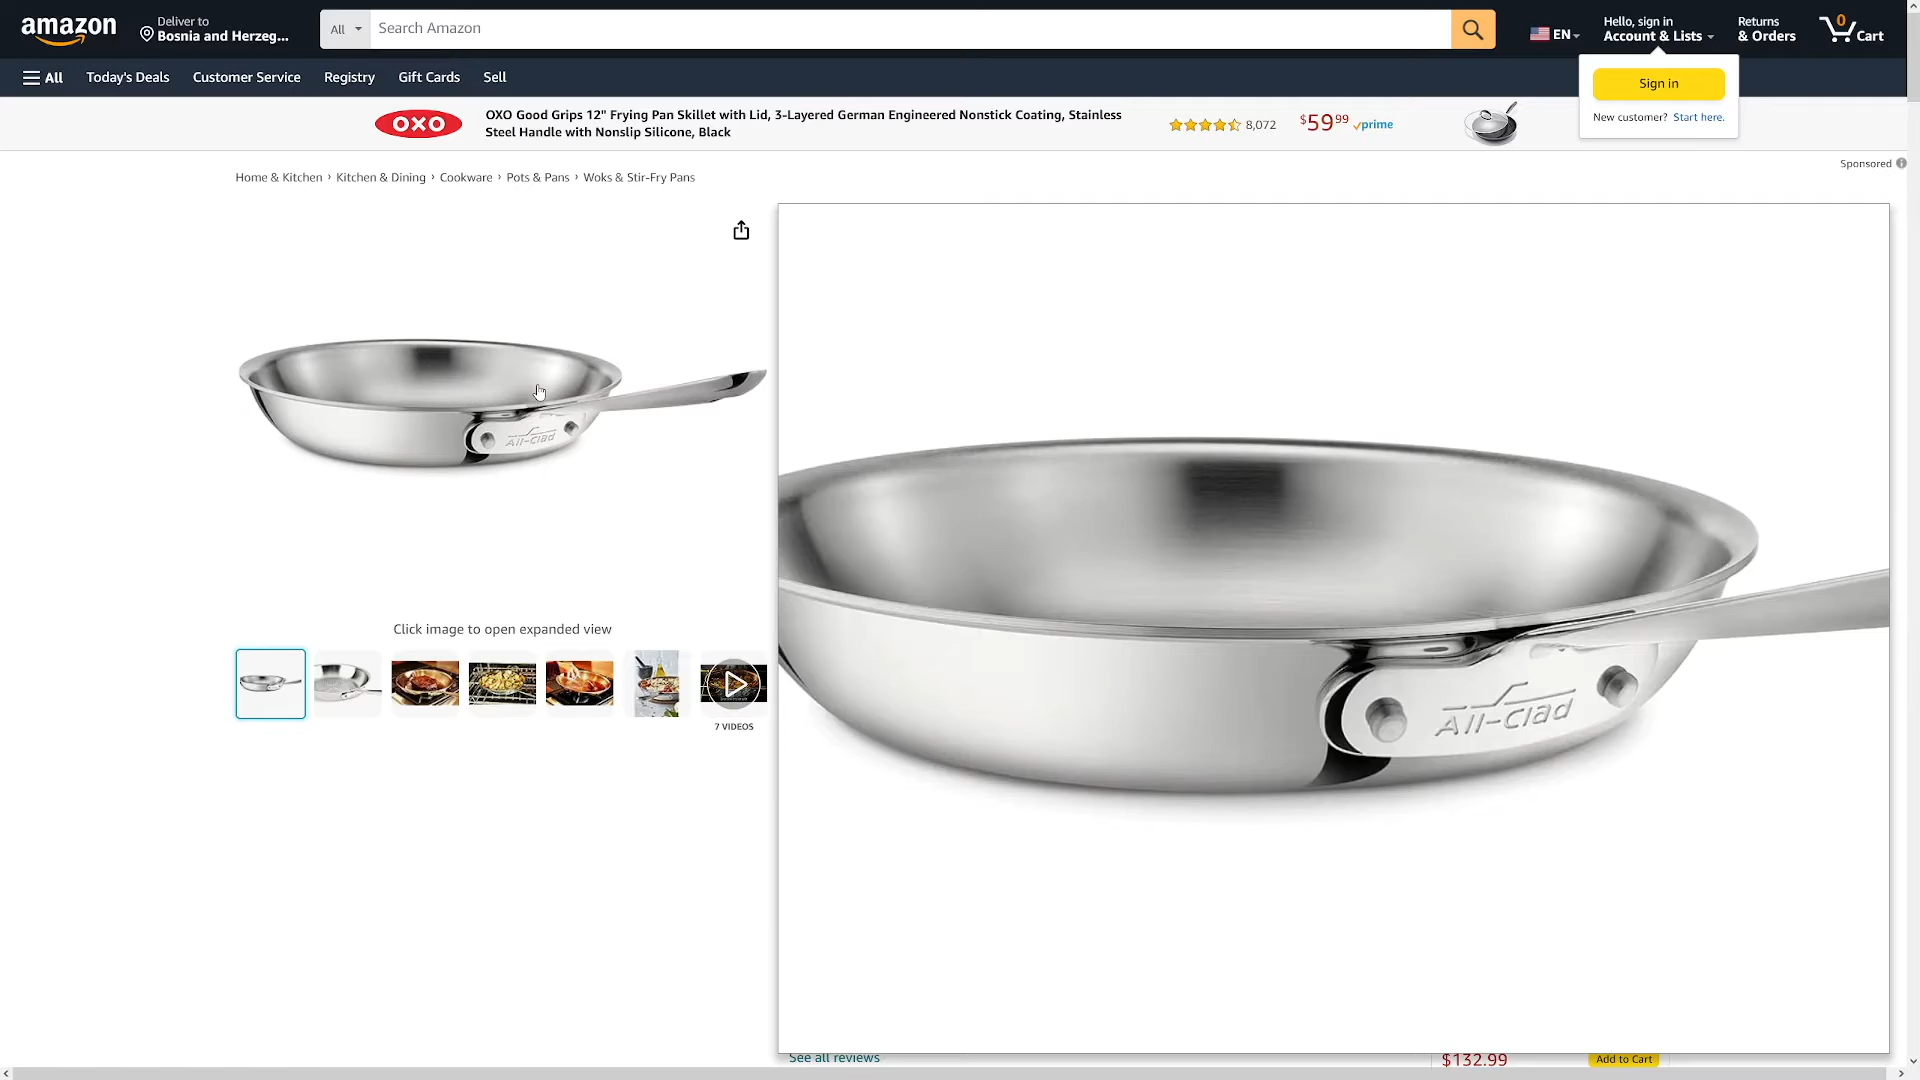 amazon
Deliver to
Bosnia and Herzeg...
All
Search Amazon
EN
Hello, sign in
Account & Lists
Returns
& Orders
0
Cart
All
Today's Deals
Customer Service
Registry
Gift Cards
Sell
Sign in
New customer? Start here.
OXO
OXO Good Grips 12" Frying Pan Skillet with Lid, 3-Layered German Engineered Nonstick Coating, Stainless
Steel Handle with Nonslip Silicone, Black
8,072
$5999
prime
Sponsored
Home & Kitchen › Kitchen & Dining › Cookware › Pots & Pans › Woks & Stir-Fry Pans
All-Clad
All-Clad
Click image to open expanded view
7 VIDEOS
See all reviews
$132.99
Add to Cart